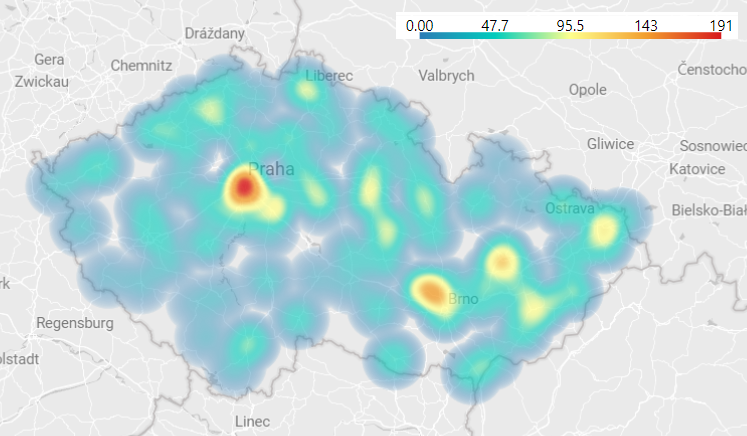 0.00 47.7 95.5 143 191
Drážďany
Gera
Chemnitz
Zwickau
Liberec
Valbrych
Opole
Čenstocho
Gliwice
Sosnowiec
Katovice
Praha
Ostrava
Bielsko-Biał
rk
Brno
Regensburg
olstadt
Linec